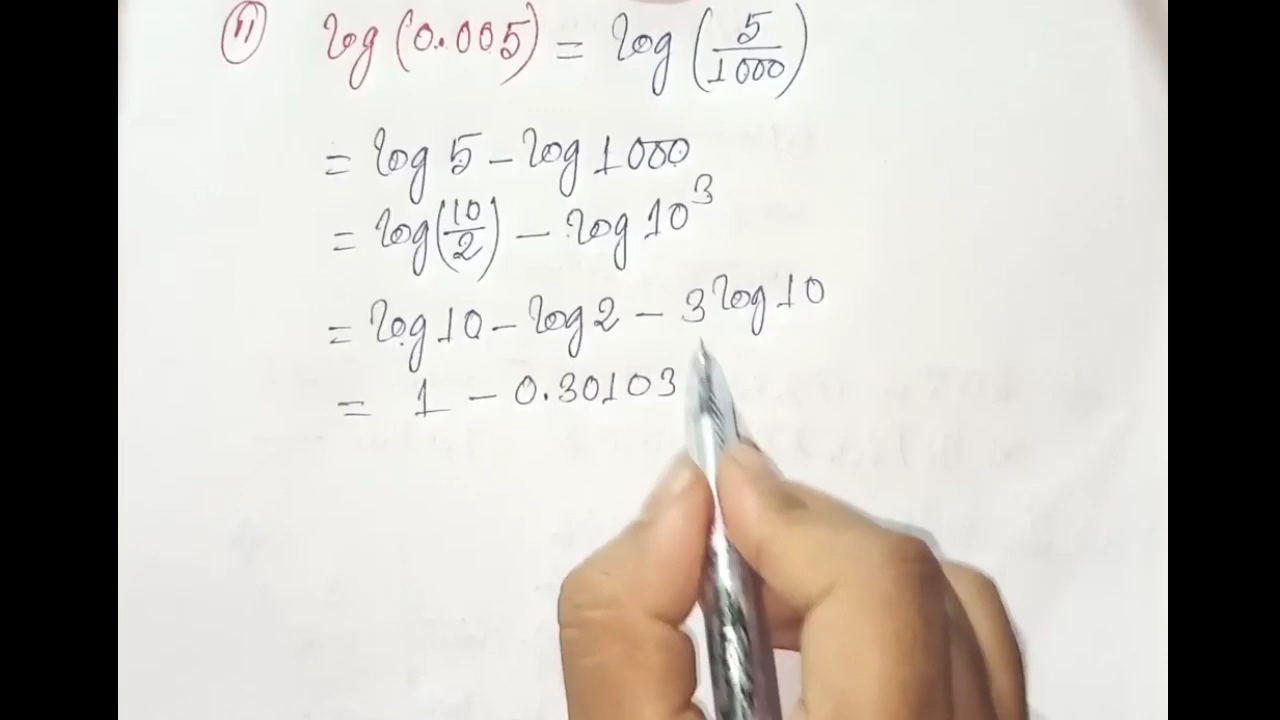 (ii) log (0.005) = log (5/1000)
= log 5 - log 1000
= log (10/2) - log 10³
= log 10 - log 2 - 3 log 10
= 1 - 0.30103